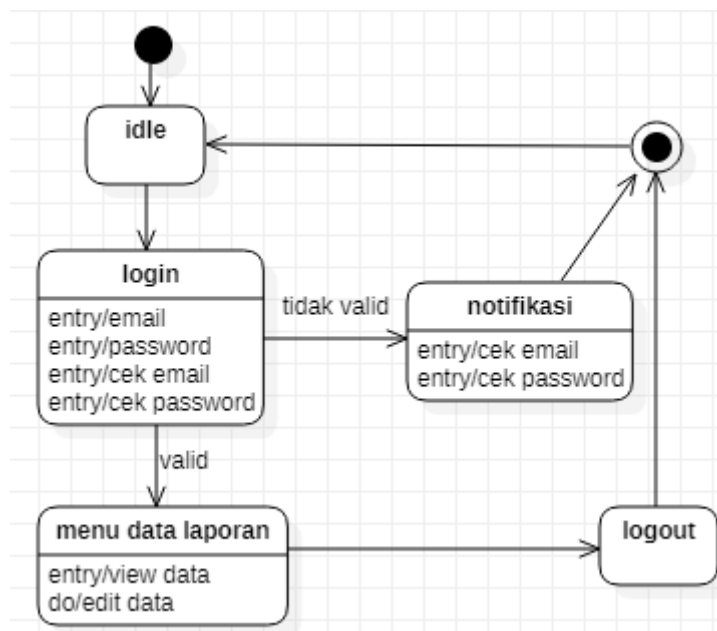 idle
login
entry/email
entry/password
entry/cek email
entry/cek password
tidak valid
notifikasi
entry/cek email
entry/cek password
valid
menu data laporan
entry/view data
do/edit data
logout